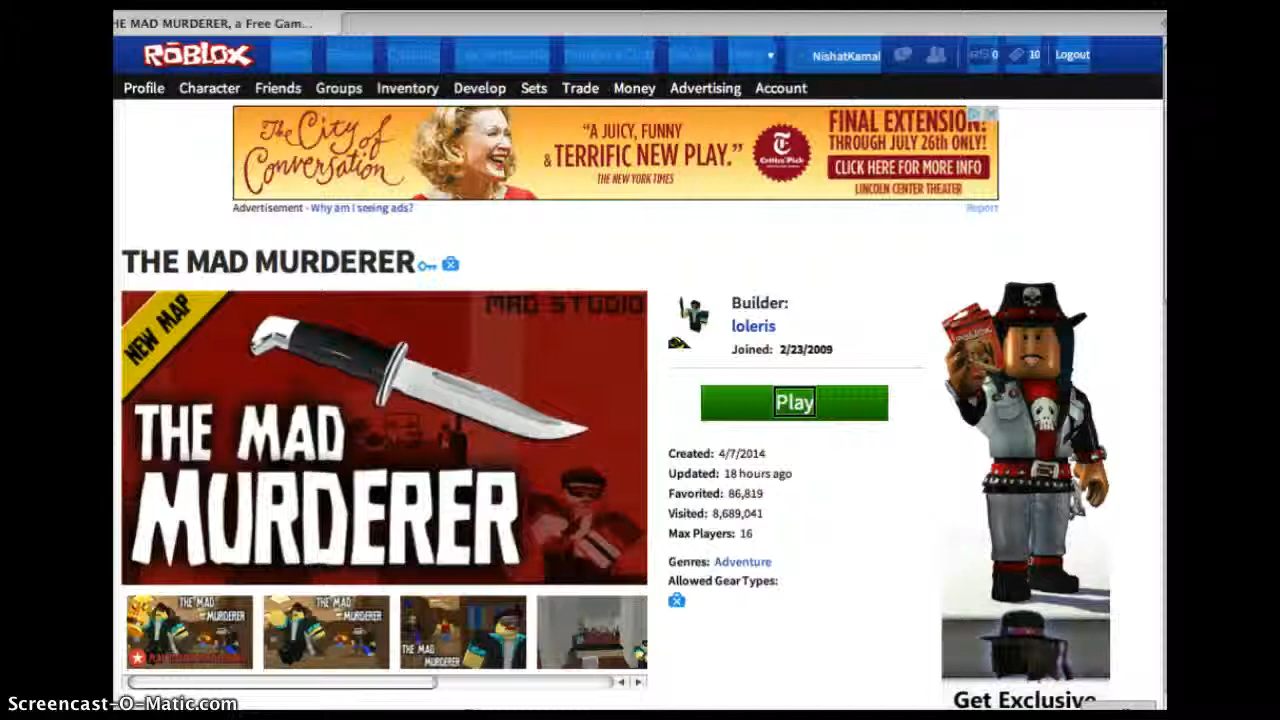 THE MAD MURDERER, a Free Gam...
ROBLOX
NishatKamal
R$ 0
10
Logout
Profile Character Friends Groups Inventory Develop Sets Trade Money Advertising Account
The City of
Conversation
"A JUICY, FUNNY
& TERRIFIC NEW PLAY."
THE NEW YORK TIMES
Critics' Pick
FINAL EXTENSION!
THROUGH JULY 26th ONLY!
CLICK HERE FOR MORE INFO
LINCOLN CENTER THEATER
Advertisement - Why am I seeing ads?
Report
THE MAD MURDERER
NEW MAP
MAD STUDIO
THE MAD
MURDERER
Builder:
loleris
Joined: 2/23/2009
Play
Created: 4/7/2014
Updated: 18 hours ago
Favorited: 86,819
Visited: 8,689,041
Max Players: 16
Genres: Adventure
Allowed Gear Types:
THE MAD
MURDERER
THE MAD
MURDERER
THE MAD
MURDERER
Get Exclusive
Screencast-O-Matic.com